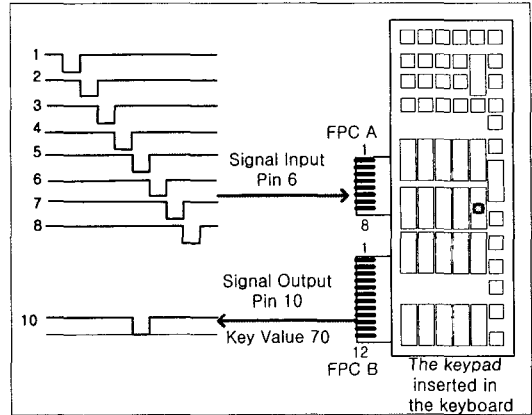 1
2
3
4
5
6
7
8
FPC A
1
Signal Input
Pin 6
8
1
Signal Output
Pin 10
10
Key Value 70
12
FPC B
The keypad
inserted in
the keyboard